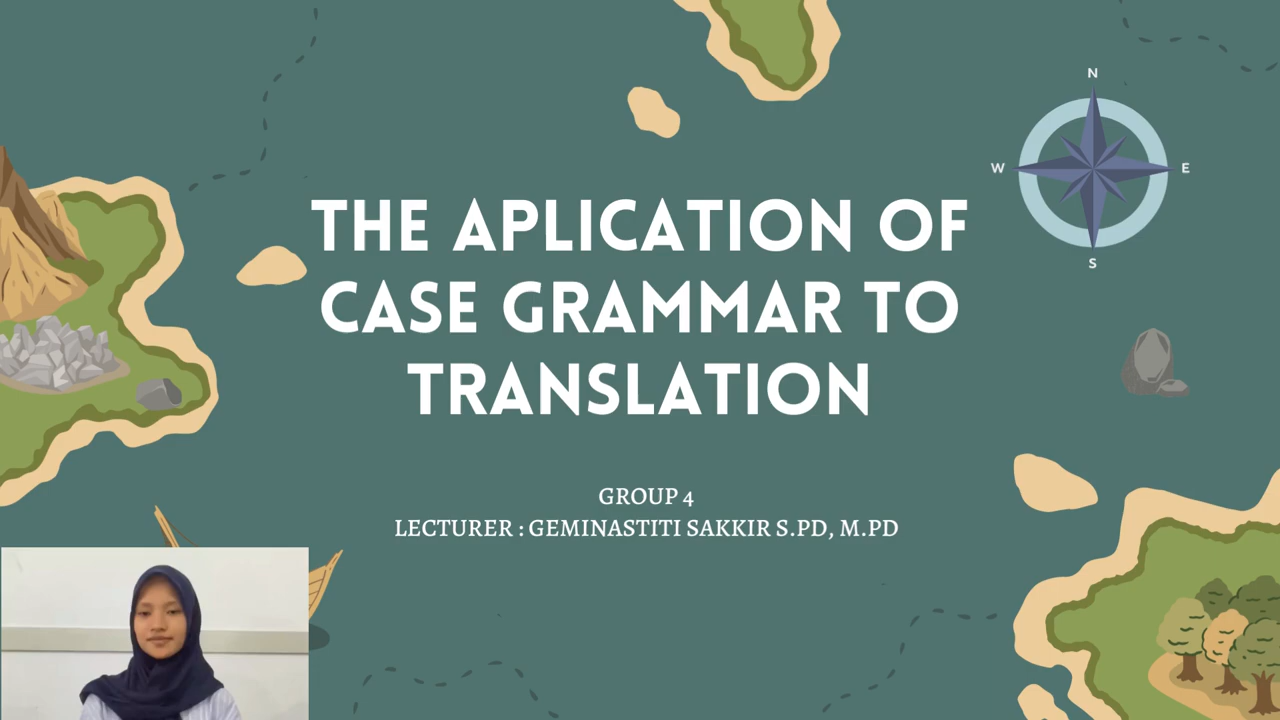 N
W
E
S
THE APLICATION OF
CASE GRAMMAR TO
TRANSLATION
GROUP 4
LECTURER : GEMINASTITI SAKKIR S.PD, M.PD